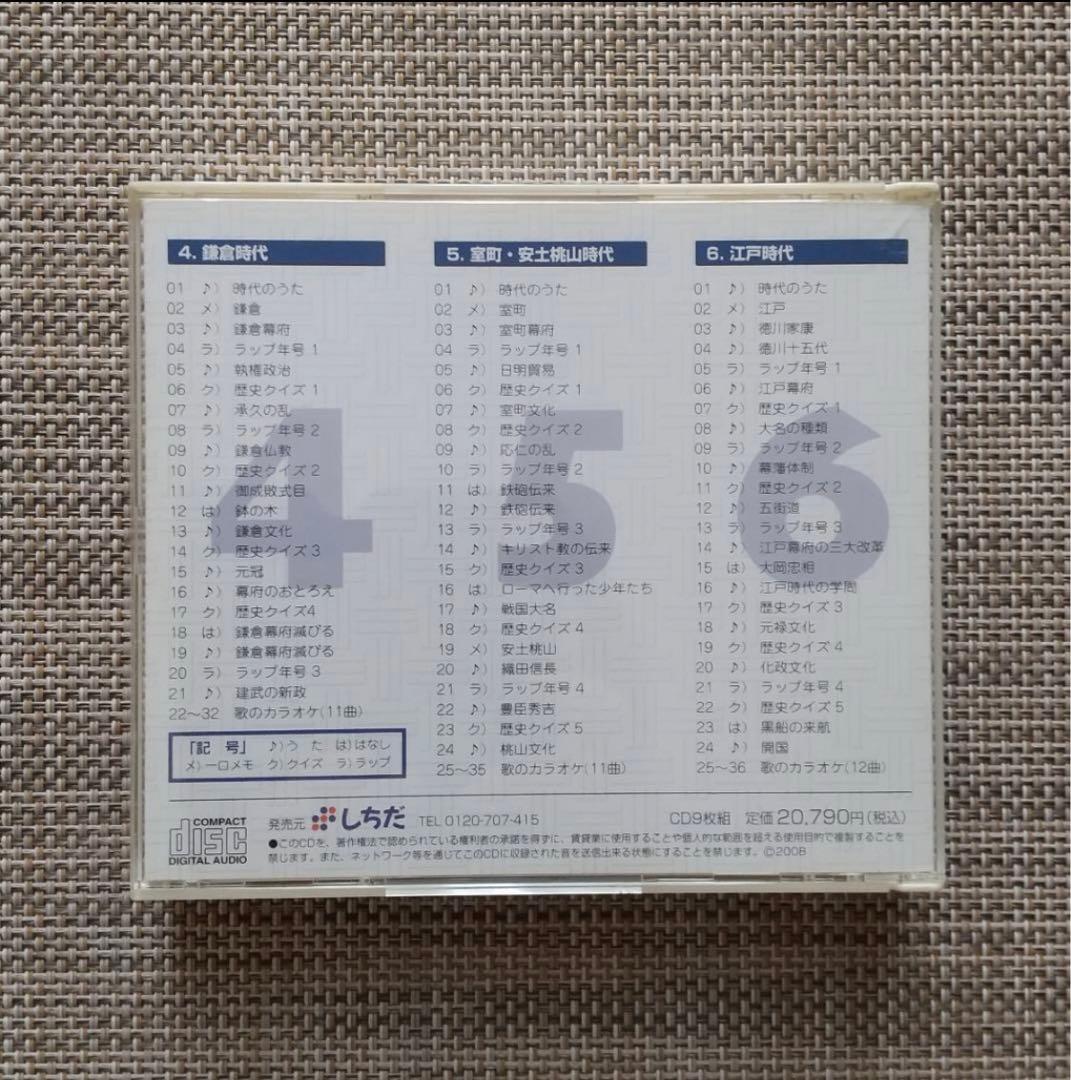 4. 鎌倉時代
01 ♪) 時代のうた
02 メ) 鎌倉
03 ♪) 鎌倉幕府
04 ラ) ラップ年号 1
05 ♪) 執権政治
06 ク) 歴史クイズ 1
07 ♪) 承久の乱
08 ラ) ラップ年号 2
09 ♪) 鎌倉仏教
10 ク) 歴史クイズ 2
11 ♪) 御成敗式目
12 は) 鉢の木
13 ♪) 鎌倉文化
14 ク) 歴史クイズ 3
15 ♪) 元冠
16 ♪) 幕府のおとろえ
17 ク) 歴史クイズ4
18 は) 鎌倉幕府滅びる
19 ♪) 鎌倉幕府滅びる
20 ラ) ラップ年号 3
21 ♪) 建武の新政
22〜32 歌のカラオケ(11曲)
「記 号」 ♪)う た は)はなし
メ)一口メモ ク)クイズ ラ)ラップ
5. 室町・安土桃山時代
01 ♪) 時代のうた
02 メ) 室町
03 ♪) 室町幕府
04 ラ) ラップ年号 1
05 ♪) 日明貿易
06 ク) 歴史クイズ 1
07 ♪) 室町文化
08 ク) 歴史クイズ 2
09 ♪) 応仁の乱
10 ラ) ラップ年号 2
11 は) 鉄砲伝来
12 ♪) 鉄砲伝来
13 ラ) ラップ年号 3
14 ♪) キリスト教の伝来
15 ク) 歴史クイズ 3
16 は) ローマへ行った少年たち
17 ♪) 戦国大名
18 ク) 歴史クイズ 4
19 メ) 安土桃山
20 ♪) 織田信長
21 ラ) ラップ年号 4
22 ♪) 豊臣秀吉
23 ク) 歴史クイズ 5
24 ♪) 桃山文化
25〜35 歌のカラオケ(11曲)
6. 江戸時代
01 ♪) 時代のうた
02 メ) 江戸
03 ♪) 徳川家康
04 ♪) 徳川十五代
05 ラ) ラップ年号 1
06 ♪) 江戸幕府
07 ク) 歴史クイズ 1
08 ♪) 大名の種類
09 ラ) ラップ年号 2
10 ♪) 幕藩体制
11 ク) 歴史クイズ 2
12 ♪) 五街道
13 ラ) ラップ年号 3
14 ♪) 江戸幕府の三大改革
15 は) 大岡忠相
16 ♪) 江戸時代の学問
17 ク) 歴史クイズ 3
18 ♪) 元禄文化
19 ク) 歴史クイズ 4
20 ♪) 化政文化
21 ラ) ラップ年号 4
22 ク) 歴史クイズ 5
23 は) 黒船の来航
24 ♪) 開国
25〜36 歌のカラオケ(12曲)
4 5 6
COMPACT
disc
DIGITAL AUDIO
発売元 しちだ TEL 0120-707-415 CD9枚組 定価 20,790円(税込)
●このCDを、著作権法で認められている権利者の承諾を得ずに、賃貸業に使用することや個人的な範囲を超える使用目的で複製することを
禁じます。また、ネットワーク等を通じてこのCDに収録された音を送信出来る状態にすることを禁じます。©2008